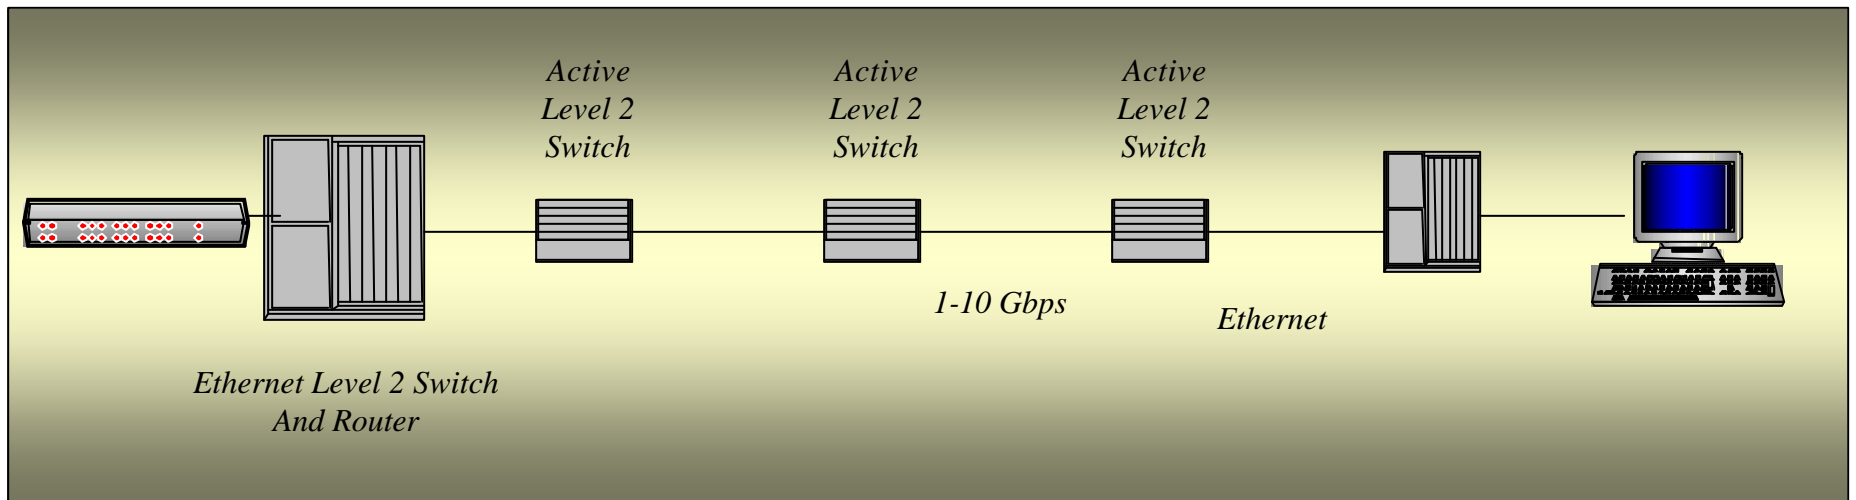 Active
Level 2
Switch
Active
Level 2
Switch
Active
Level 2
Switch
1-10 Gbps
Ethernet
Ethernet Level 2 Switch
And Router